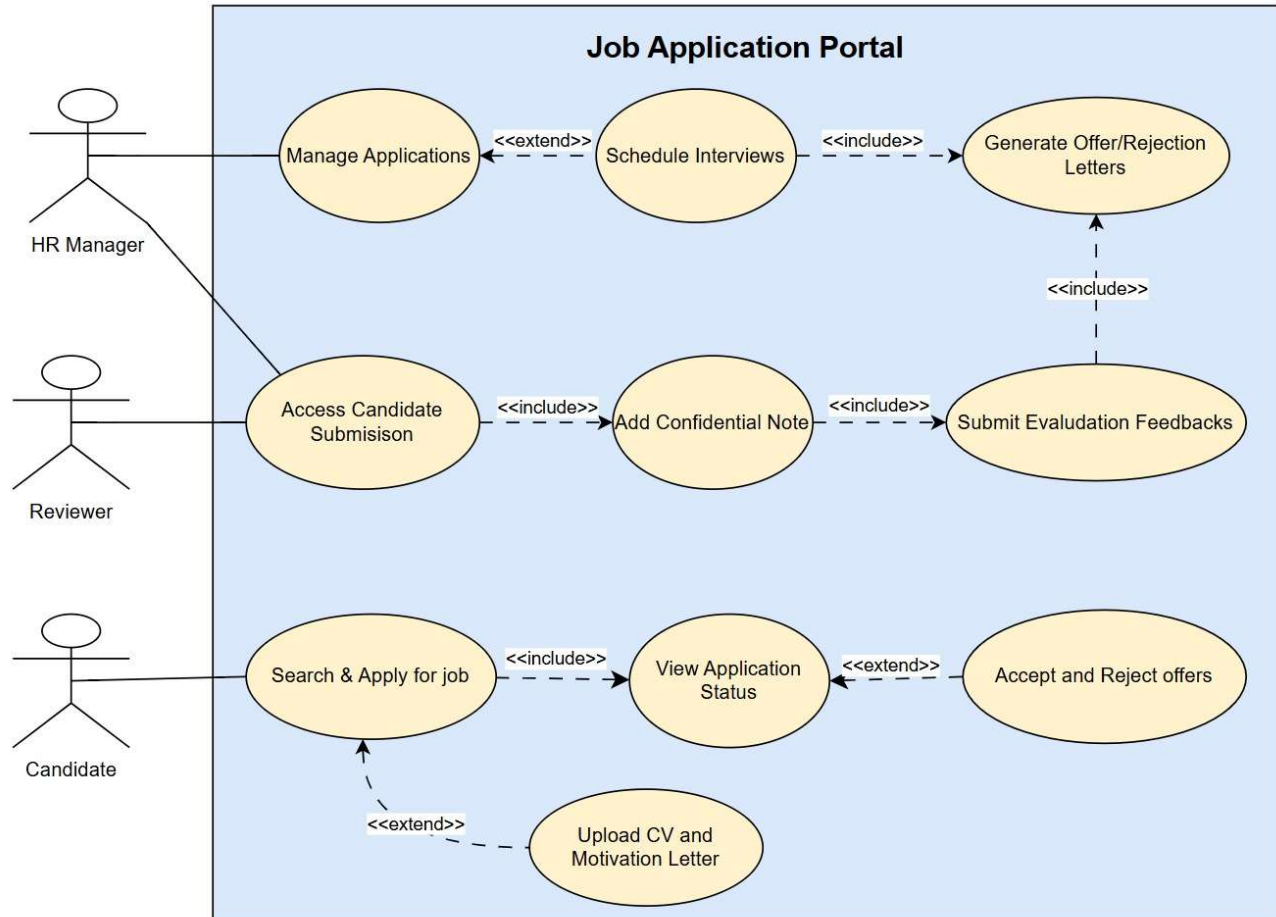 Job Application Portal
Manage Applications
<<extend>>
Schedule Interviews
<<include>>
Generate Offer/Rejection
Letters
HR Manager
<<include>>
Access Candidate
Submisison
<<include>>
Add Confidential Note
<<include>>
Submit Evaludation Feedbacks
Reviewer
Search & Apply for job
<<include>>
View Application
Status
<<extend>>
Accept and Reject offers
Candidate
<<extend>>
Upload CV and
Motivation Letter